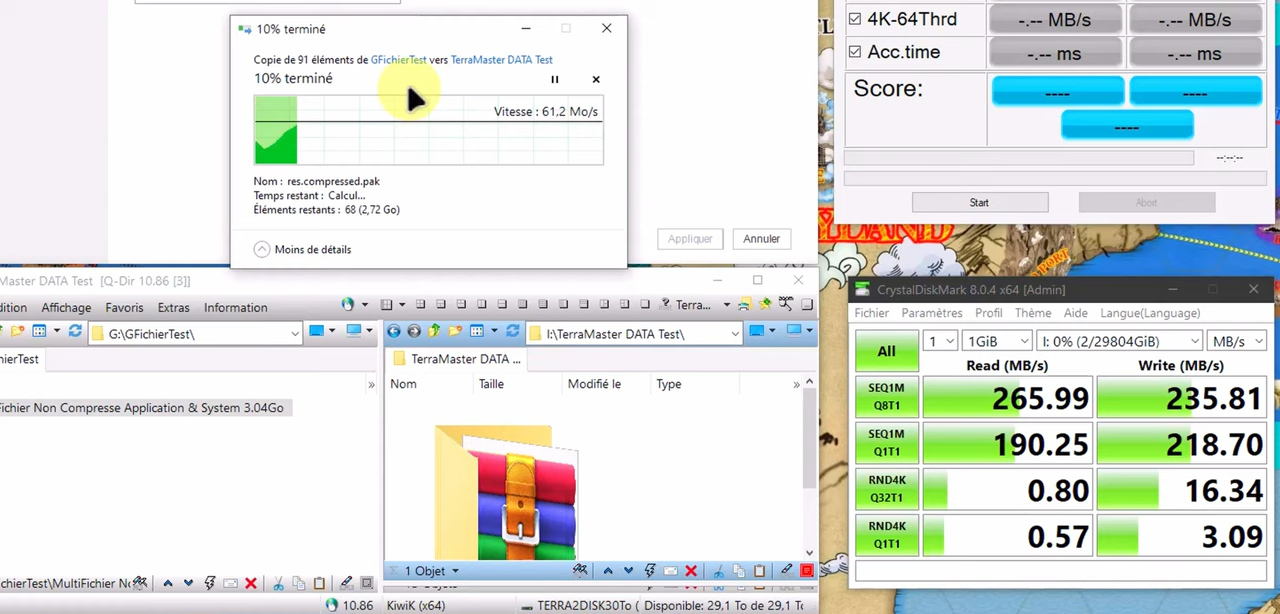 10% terminé
Copie de 91 éléments de GFichierTest vers TerraMaster DATA Test
10% terminé
Vitesse : 61,2 Mo/s
Nom : res.compressed.pak
Temps restant : Calcul...
Éléments restants : 68 (2,72 Go)
Appliquer Annuler
Moins de détails
4K-64Thrd -.-- MB/s -.-- MB/s
Acc.time -.-- ms -.-- ms
Score: ---- ----
----
--:--:--
Start Abort
Master DATA Test [Q-Dir 10.86 [3]]
dition Affichage Favoris Extras Information
Terra...
G:\GFichierTest\
I:\TerraMaster DATA Test\
hierTest
TerraMaster DATA ...
Nom Taille Modifié le Type
Fichier Non Compresse Application & System 3.04Go
1 Objet
chierTest\MultiFichier No
10.86 KiwiK (x64) TERRA2DISK30To ( Disponible: 29,1 To de 29,1 Tc
CrystalDiskMark 8.0.4 x64 [Admin]
Fichier Paramètres Profil Thème Aide Langue(Language)
All 1 1GiB I: 0% (2/29804GiB) MB/s
Read (MB/s) Write (MB/s)
SEQ1M
Q8T1 265.99 235.81
SEQ1M
Q1T1 190.25 218.70
RND4K
Q32T1 0.80 16.34
RND4K
Q1T1 0.57 3.09